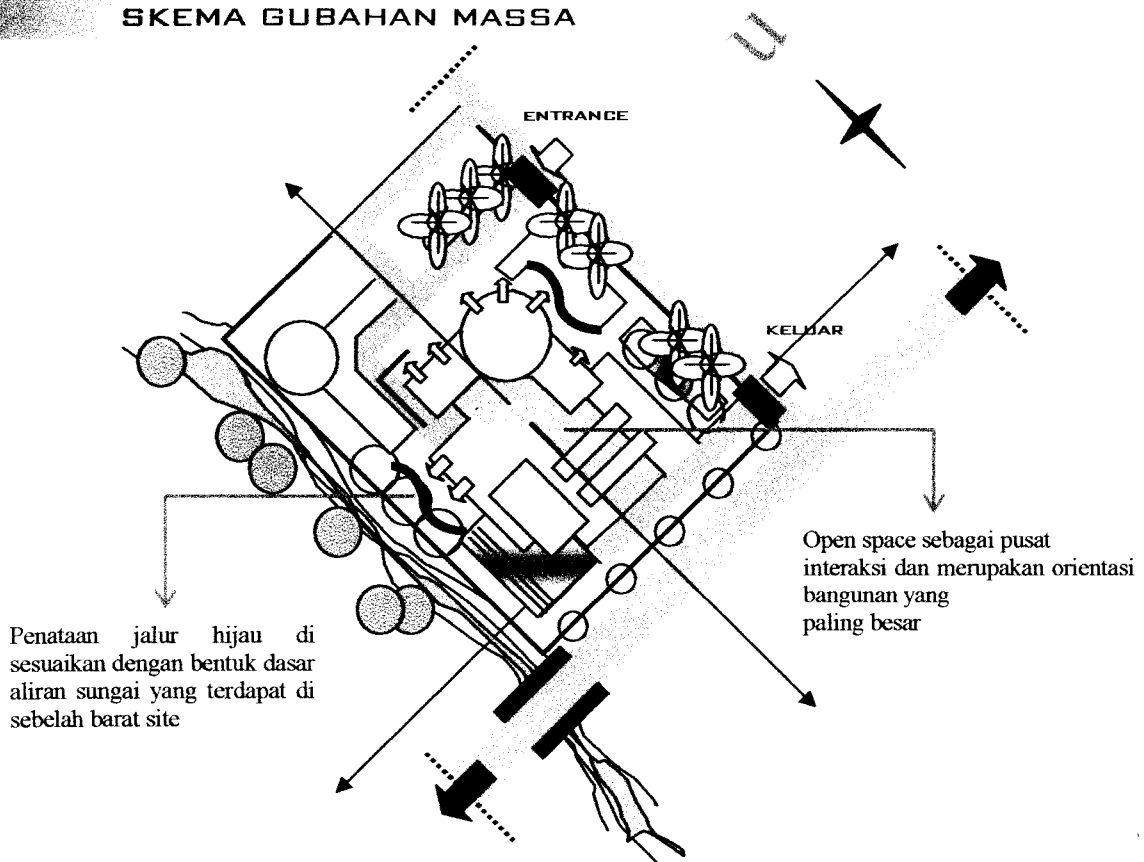 SKEMA GUBAHAN MASSA
u
ENTRANCE
KELUAR
Open space sebagai pusat
interaksi dan merupakan orientasi
bangunan yang
paling besar
Penataan jalur hijau di
sesuaikan dengan bentuk dasar
aliran sungai yang terdapat di
sebelah barat site